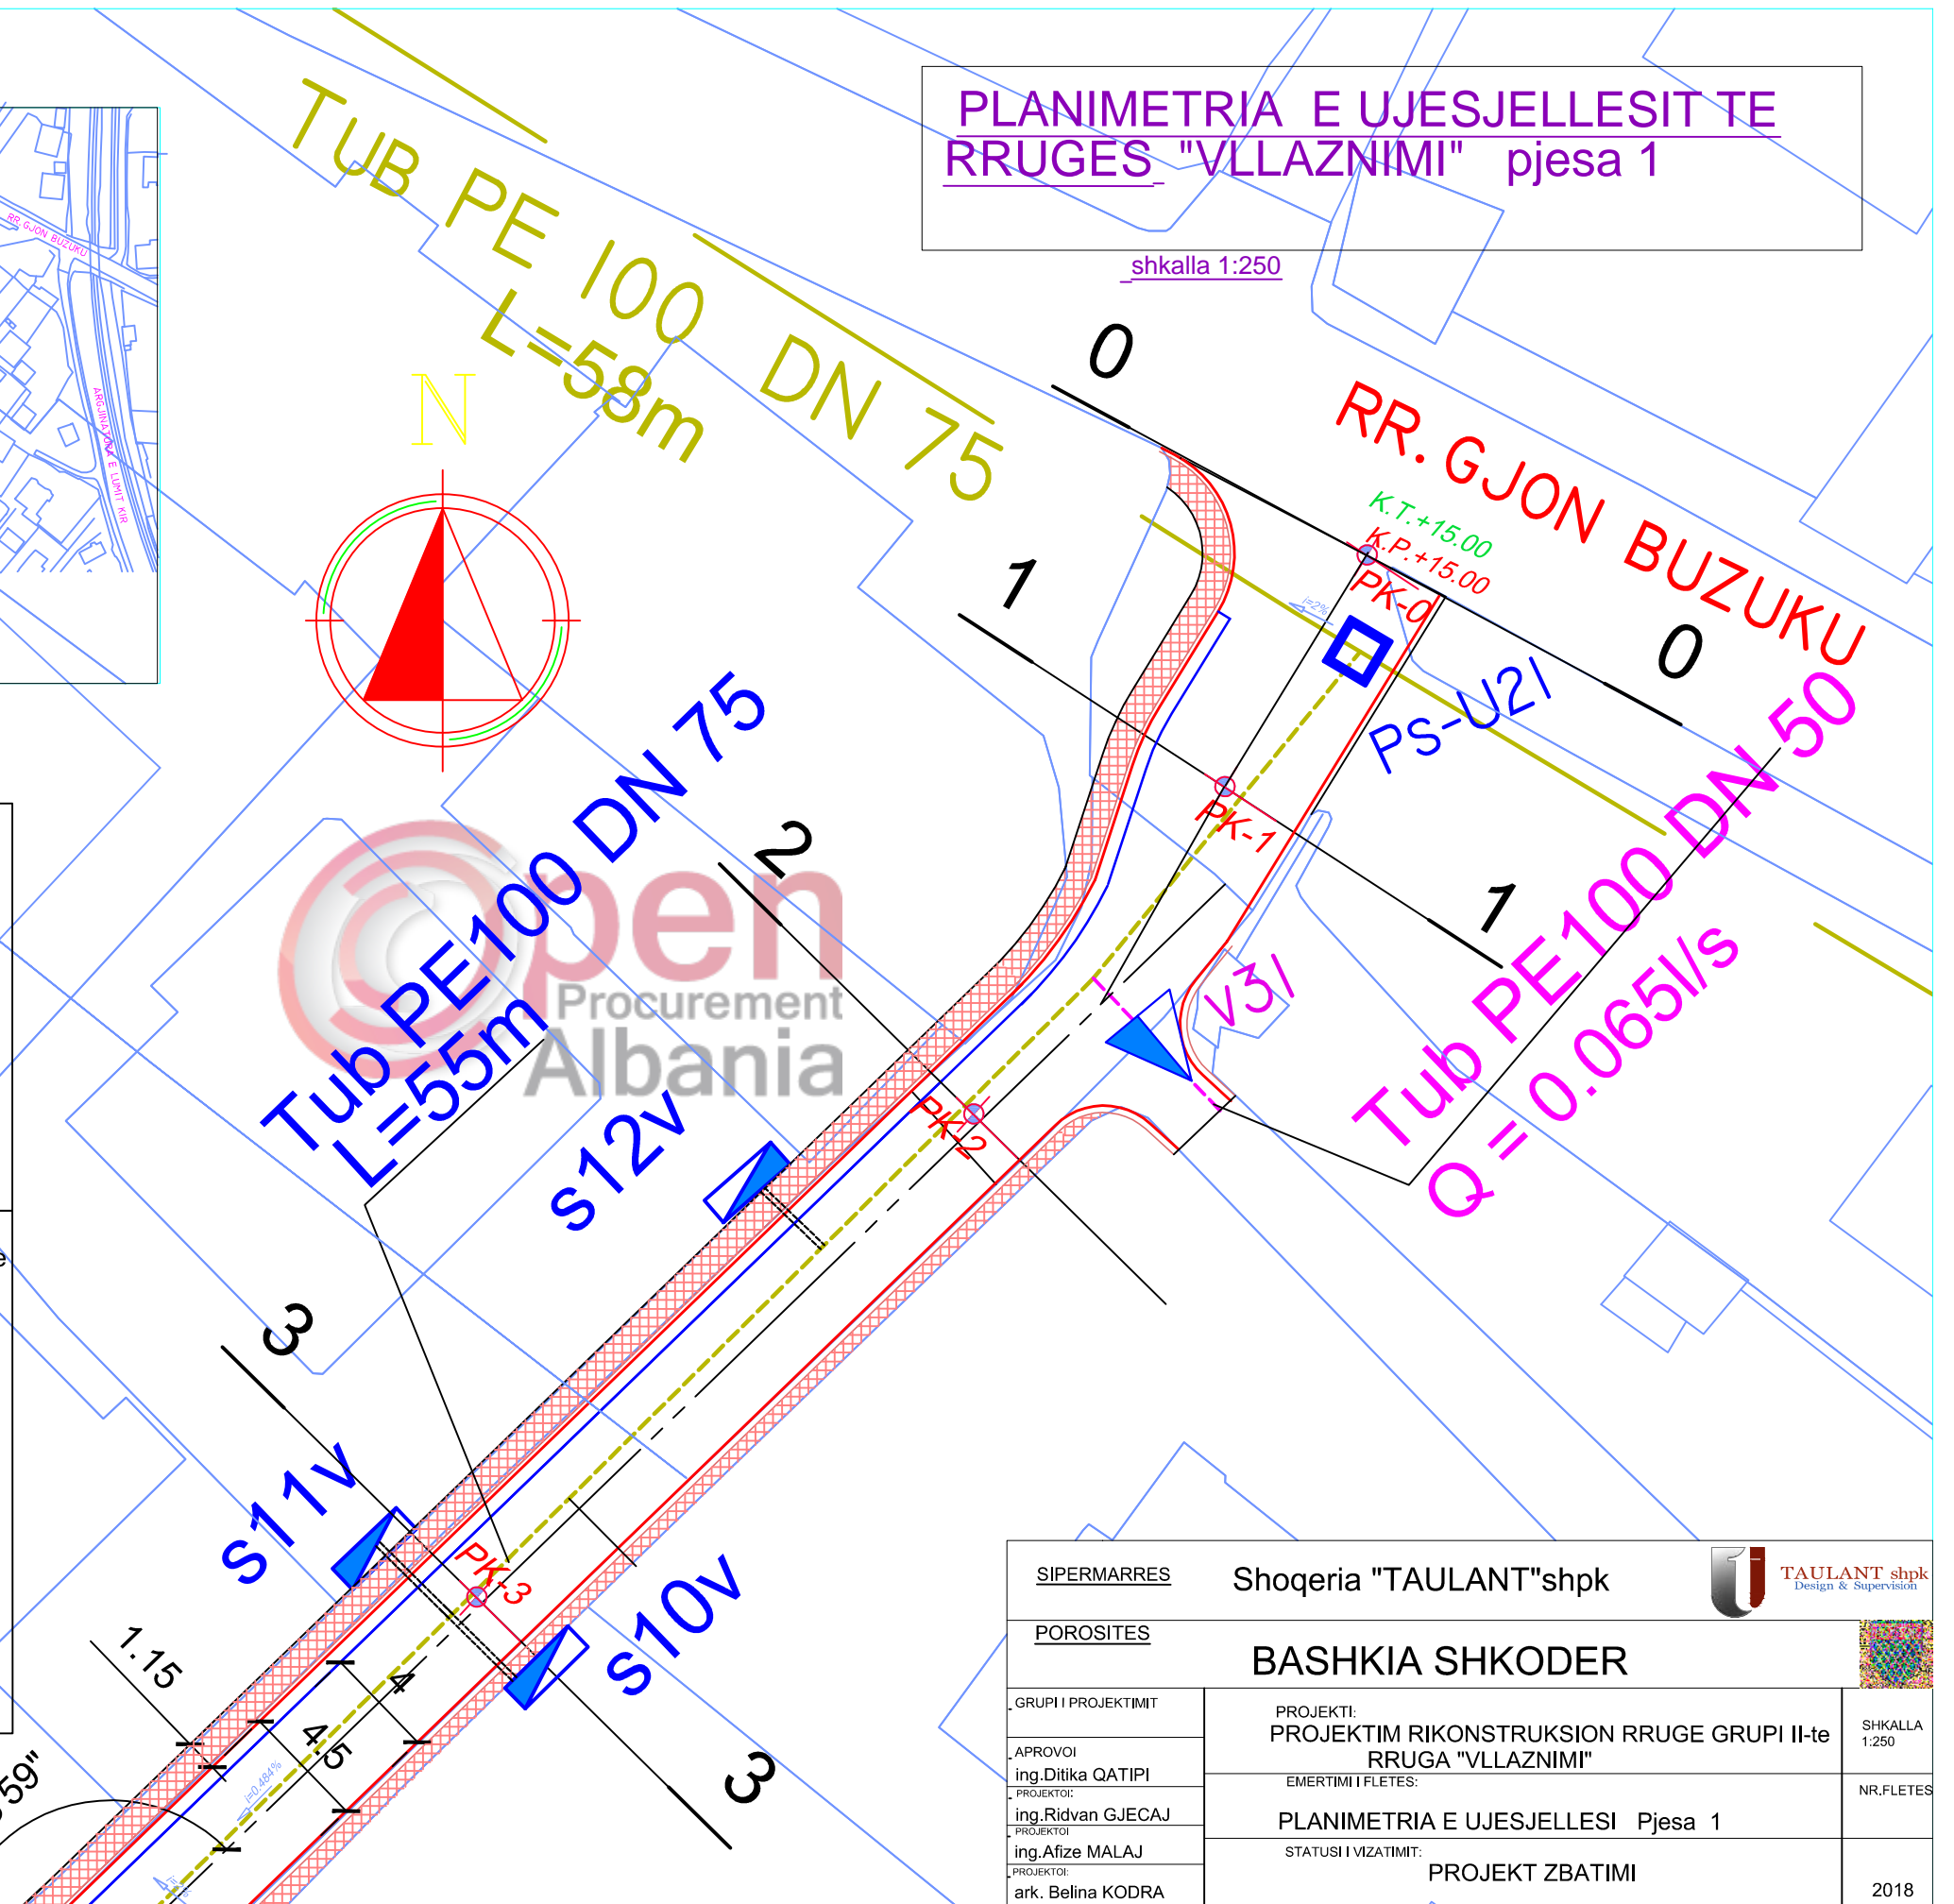 PLANIMETRIA E UJESJELLESIT TE
RRUGES "VLLAZNIMI" pjesa 1
shkalla 1:250
TUB PE 100 DN 75
L=58m
N
RR.GJON BUZUKU
ARGJINATURA E LUMIT KIR
0
RR. GJON BUZUKU
K.T.+15.00
K.P.+15.00
PK-0
i=2%
0
1
PS-U21
PK-1
1
Tub PE100 DN 75
L=55m
2
Open
Procurement
Albania
V31
Tub PE100 DN 50
Q = 0.065l/s
s12v
PK-2
3
s11v
PK-3
s10v
3
1.15
4
4.5
i=0.484%
59"
SIPERMARRES
Shoqeria "TAULANT"shpk
TAULANT shpk
Design & Supervision
POROSITES
BASHKIA SHKODER
GRUPI I PROJEKTIMIT
APROVOI
ing.Ditika QATIPI
PROJEKTOI:
ing.Ridvan GJECAJ
PROJEKTOI
ing.Afize MALAJ
PROJEKTOI:
ark. Belina KODRA
PROJEKTI:
PROJEKTIM RIKONSTRUKSION RRUGE GRUPI II-te
RRUGA "VLLAZNIMI"
EMERTIMI I FLETES:
PLANIMETRIA E UJESJELLESI Pjesa 1
STATUSI I VIZATIMIT:
PROJEKT ZBATIMI
SHKALLA
1:250
NR.FLETES
2018